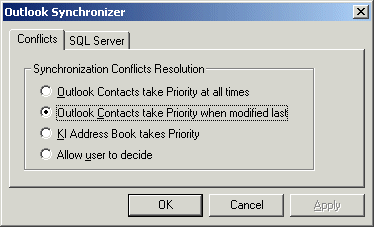 Outlook Synchronizer
Conflicts SQL Server
Synchronization Conflicts Resolution
Outlook Contacts take Priority at all times
Outlook Contacts take Priority when modified last
KI Address Book takes Priority
Allow user to decide
OK Cancel Apply